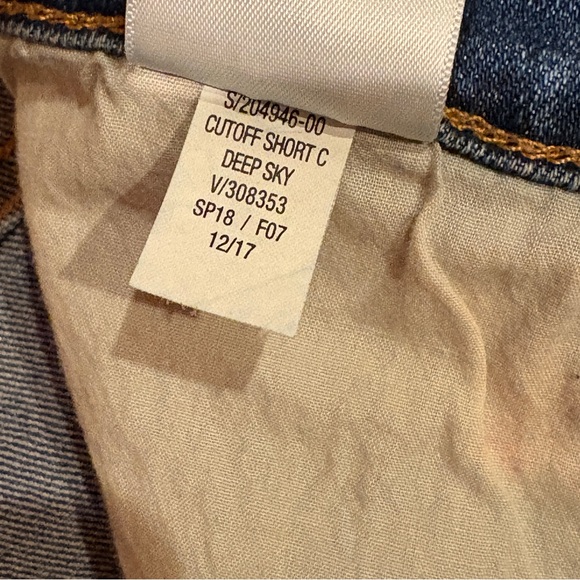 S/204946-00
CUTOFF SHORT C
DEEP SKY
V/308353
SP18 / F07
12/17